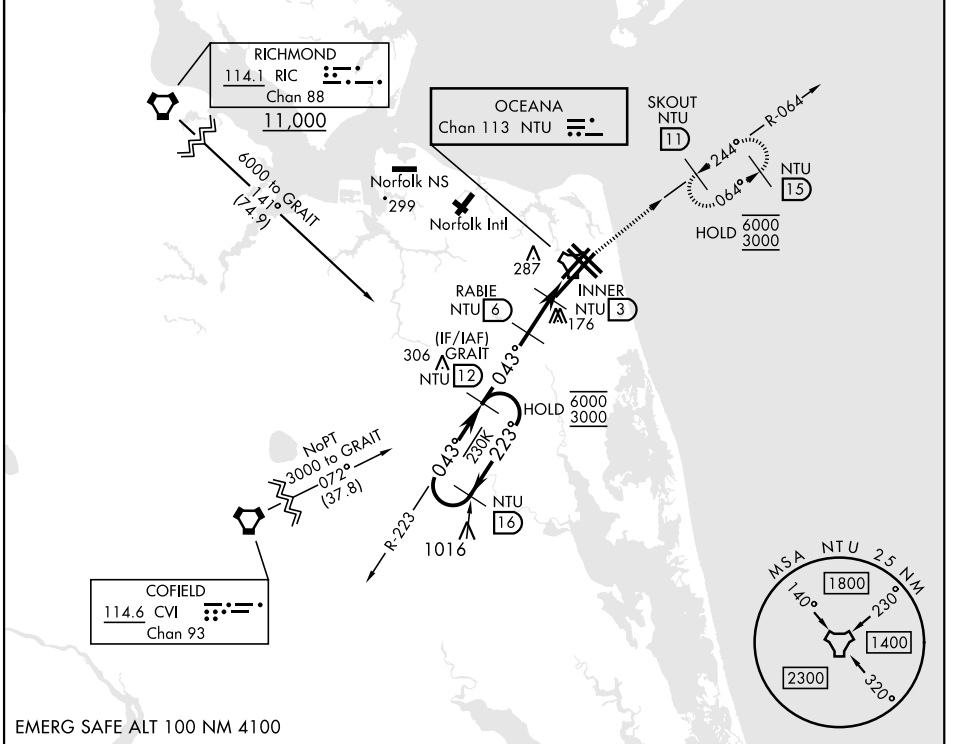 RICHMOND
114.1 RIC
Chan 88
11,000
OCEANA
Chan 113 NTU
SKOUT
NTU
11
R-064
244°
064°
NTU
15
HOLD 6000
3000
6000 to GRAIT
141°
(74.9)
Norfolk NS
299
Norfolk Intl
287
RABIE
NTU 6
INNER
NTU 3
176
(IF/IAF)
306 GRAIT
NTU 12
043°
HOLD 6000
3000
043°
230K
223°
NoPT
3000 to GRAIT
072°
(37.8)
R-223
NTU
16
1016
COFIELD
114.6 CVI
Chan 93
MSA NTU 25 NM
1800
140°
230°
1400
2300
320°
EMERG SAFE ALT 100 NM 4100